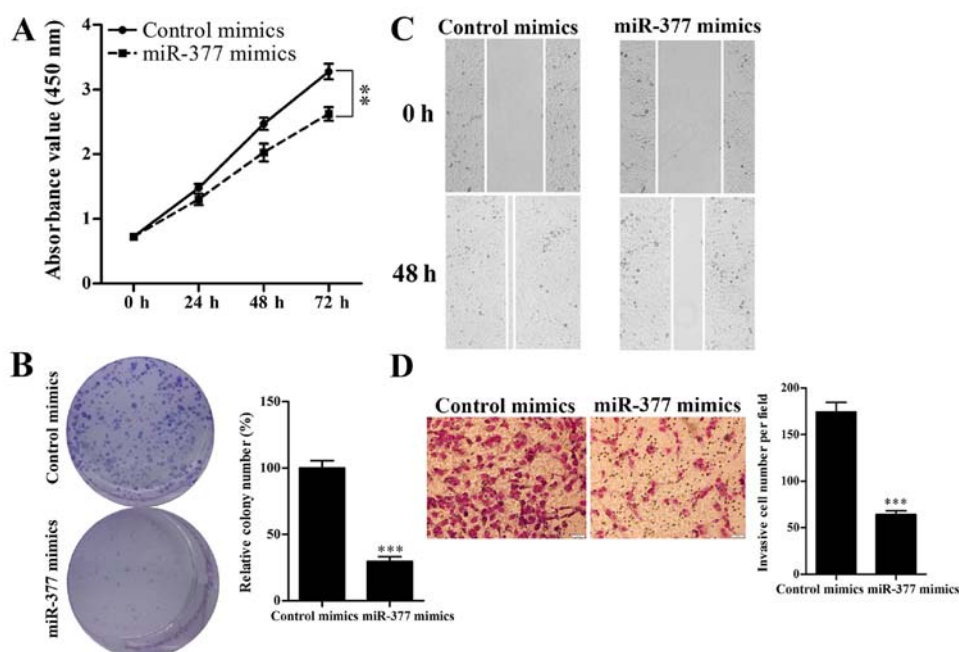 A
Control mimics
miR-377 mimics
Absorbance value (450 nm)
4
3
2
1
0
0 h
24 h
48 h
72 h
**
B
Control mimics
miR-377 mimics
Relative colony number (%)
150
100
50
0
Control mimics
miR-377 mimics
***
C
Control mimics
miR-377 mimics
0 h
48 h
D
Control mimics
miR-377 mimics
Invasive cell number per field
200
150
100
50
0
Control mimics
miR-377 mimics
***